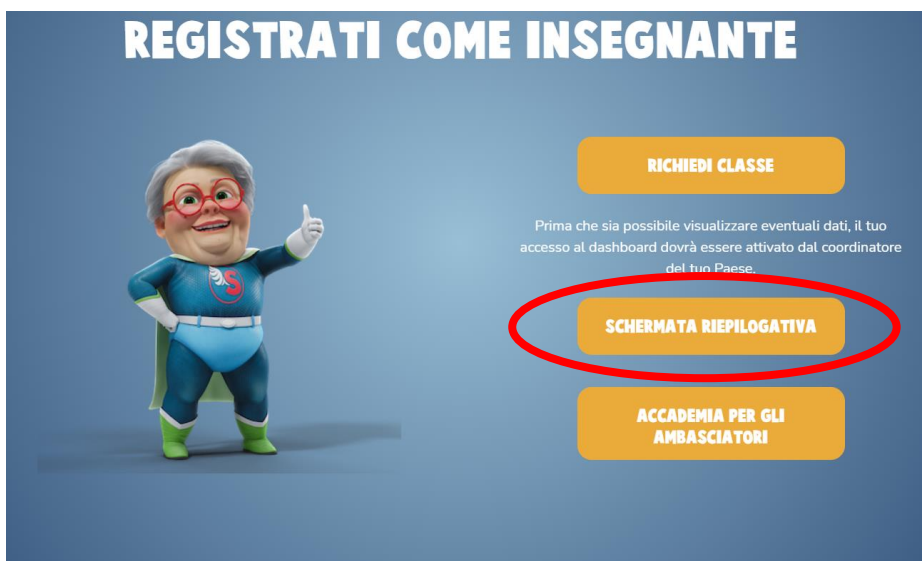 REGISTRATI COME INSEGNANTE
RICHIEDI CLASSE
Prima che sia possibile visualizzare eventuali dati, il tuo
accesso al dashboard dovrà essere attivato dal coordinatore
del tuo Paese.
SCHERMATA RIEPILOGATIVA
ACCADEMIA PER GLI
AMBASCIATORI
S